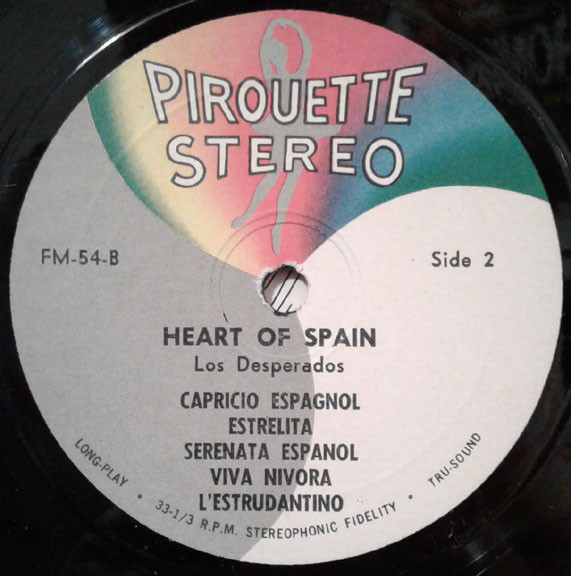 PIROUETTE
STEREO
FM-54-B
Side 2
HEART OF SPAIN
Los Desperados
CAPRICIO ESPAGNOL
ESTRELITA
SERENATA ESPANOL
VIVA NIVORA
L'ESTRUDANTINO
LONG-PLAY • 33-1/3 R.P.M. STEREOPHONIC FIDELITY • TRU-SOUND